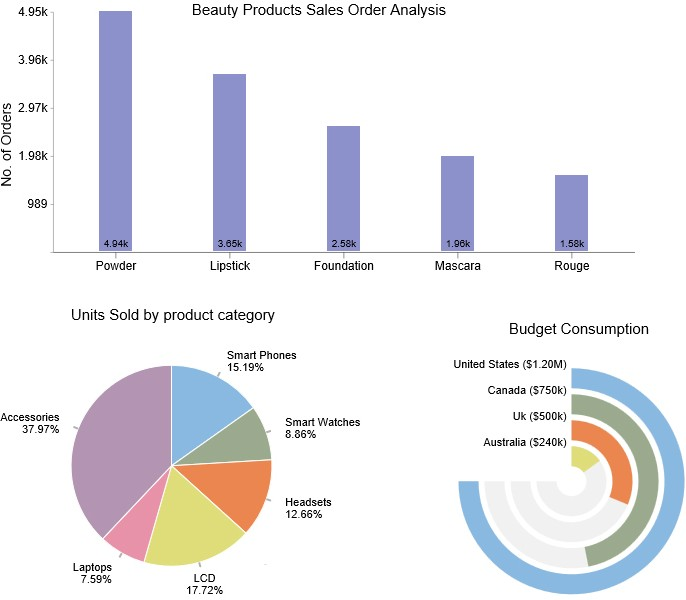 Beauty Products Sales Order Analysis
4.95k
3.96k
2.97k
1.98k
989
No. of Orders
4.94k
3.65k
2.58k
1.96k
1.58k
Powder
Lipstick
Foundation
Mascara
Rouge
Units Sold by product category
Smart Phones
15.19%
Smart Watches
8.86%
Headsets
12.66%
LCD
17.72%
Laptops
7.59%
Accessories
37.97%
Budget Consumption
United States ($1.20M)
Canada ($750k)
Uk ($500k)
Australia ($240k)